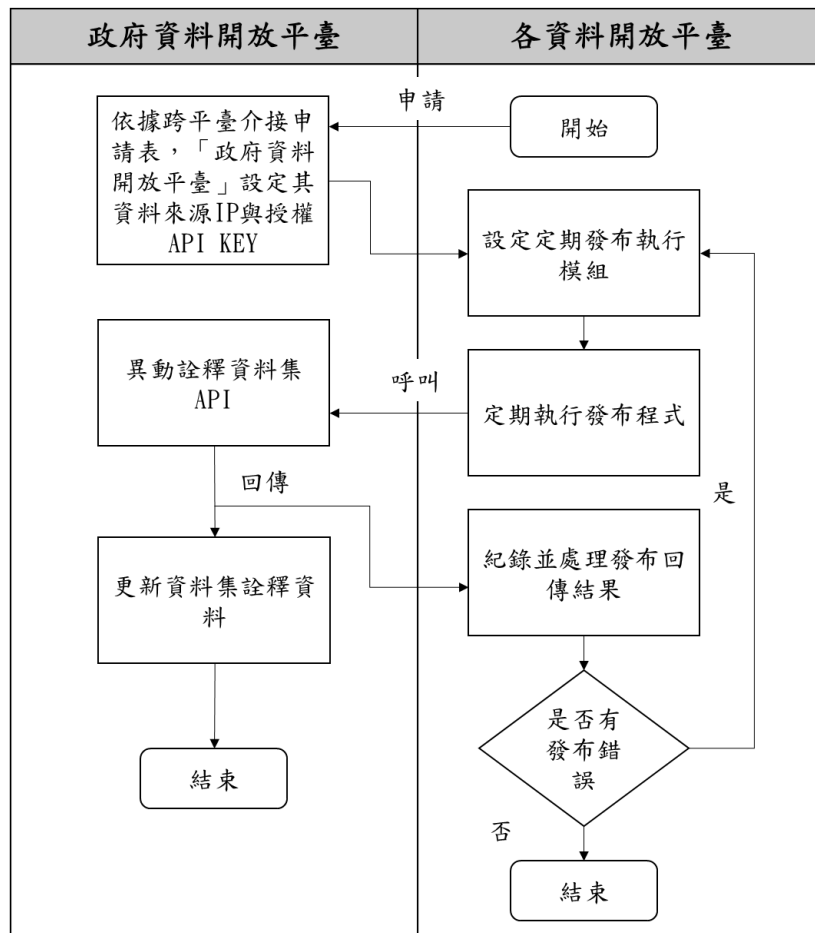 政府資料開放平臺
各資料開放平臺
申請
開始
依據跨平臺介接申
請表，「政府資料
開放平臺」設定其
資料來源IP與授權
API KEY
設定定期發布執行
模組
異動詮釋資料集
API
呼叫
定期執行發布程式
回傳
是
更新資料集詮釋資
料
紀錄並處理發布回
傳結果
是否有
發布錯
誤
結束
否
結束